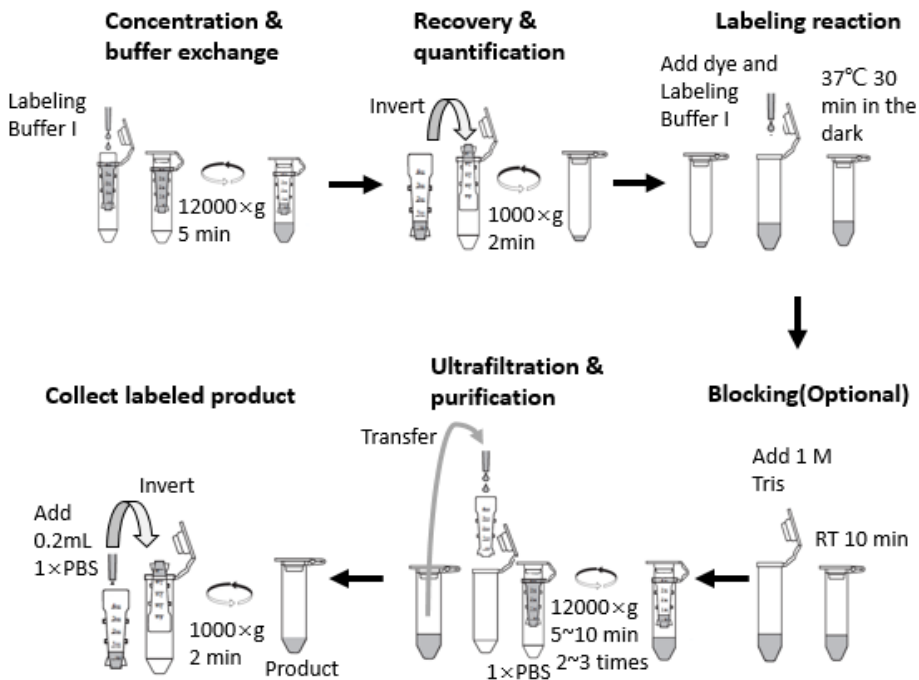 Concentration &
buffer exchange
Labeling
Buffer I
12000×g
5 min
Recovery &
quantification
Invert
1000×g
2min
Labeling reaction
Add dye and
Labeling
Buffer I
37℃ 30
min in the
dark
Blocking(Optional)
Add 1 M
Tris
RT 10 min
Ultrafiltration &
purification
Transfer
12000×g
5~10 min
2~3 times
1×PBS
Collect labeled product
Invert
Add
0.2mL
1×PBS
1000×g
2 min
Product